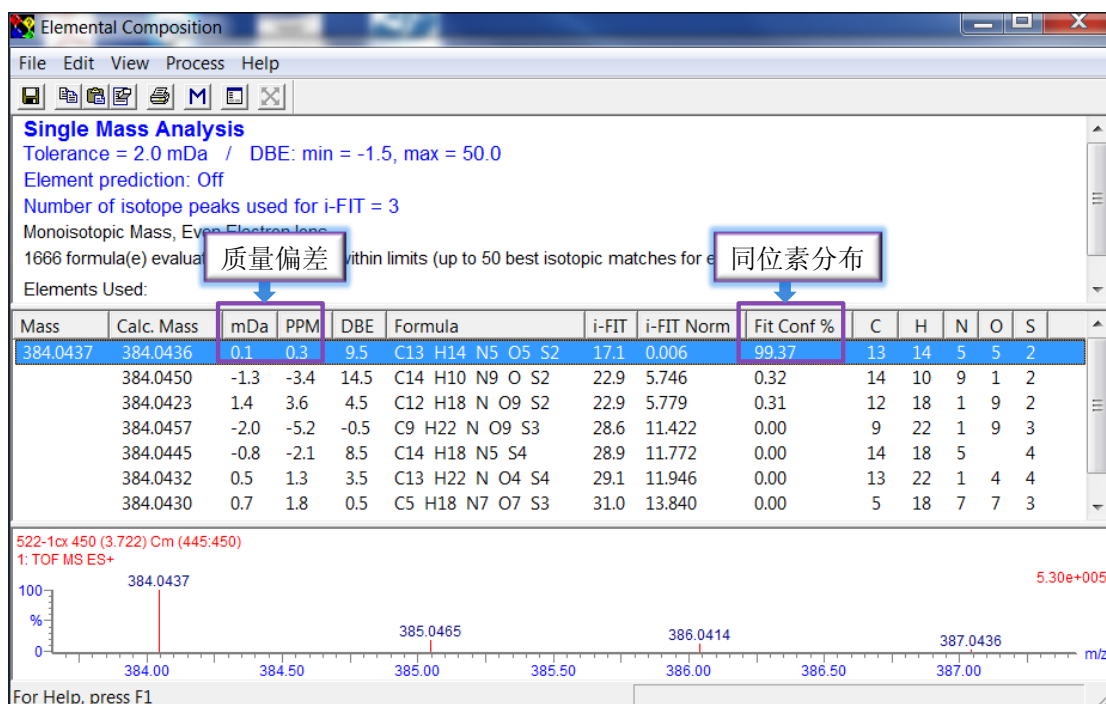 Elemental Composition
File Edit View Process Help
M
Single Mass Analysis
Tolerance = 2.0 mDa / DBE: min = -1.5, max = 50.0
Element prediction: Off
Number of isotope peaks used for i-FIT = 3
Monoisotopic Mass, Even Electron Ions
1666 formula(e) within limits (up to 50 best isotopic matches for
质量偏差
同位素分布
Elements Used:
Mass Calc. Mass mDa PPM DBE Formula i-FIT i-FIT Norm Fit Conf % C H N O S
384.0437 384.0436 0.1 0.3 9.5 C13 H14 N5 O5 S2 17.1 0.006 99.37 13 14 5 5 2
384.0450 -1.3 -3.4 14.5 C14 H10 N9 O S2 22.9 5.746 0.32 14 10 9 1 2
384.0423 1.4 3.6 4.5 C12 H18 N O9 S2 22.9 5.779 0.31 12 18 1 9 2
384.0457 -2.0 -5.2 -0.5 C9 H22 N O9 S3 28.6 11.422 0.00 9 22 1 9 3
384.0445 -0.8 -2.1 8.5 C14 H18 N5 S4 28.9 11.772 0.00 14 18 5 4
384.0432 0.5 1.3 3.5 C13 H22 N O4 S4 29.1 11.946 0.00 13 22 1 4 4
384.0430 0.7 1.8 0.5 C5 H18 N7 O7 S3 31.0 13.840 0.00 5 18 7 7 3
522-1cx 450 (3.722) Cm (445:450)
1: TOF MS ES+
5.30e+005
384.0437
100
%
0
385.0465
386.0414
387.0436
m/z
384.00 384.50 385.00 385.50 386.00 386.50 387.00
For Help, press F1